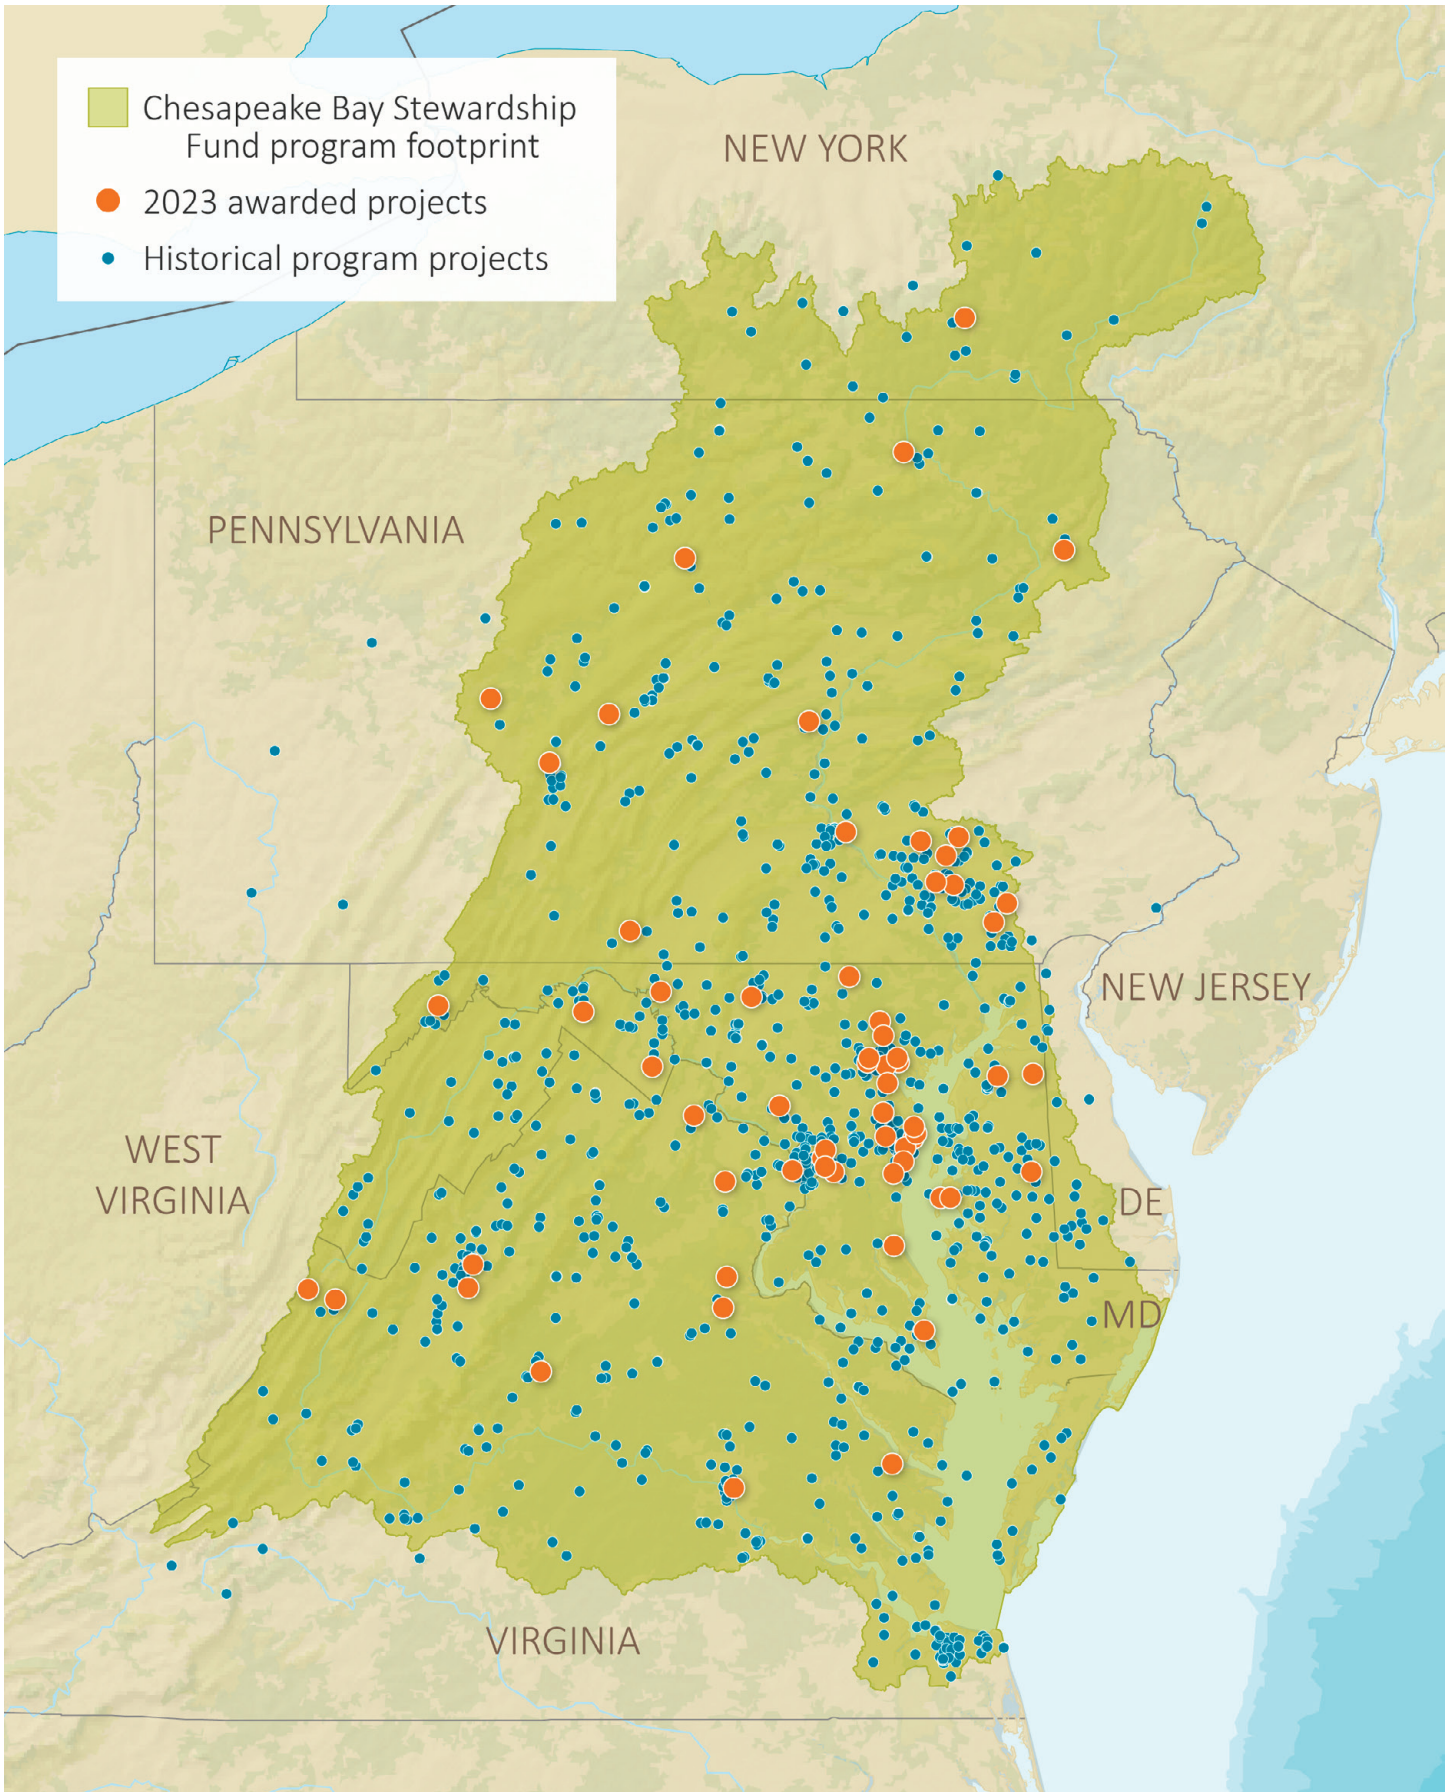 Chesapeake Bay Stewardship
Fund program footprint
2023 awarded projects
Historical program projects
NEW YORK
PENNSYLVANIA
NEW JERSEY
WEST
VIRGINIA
DE
MD
VIRGINIA